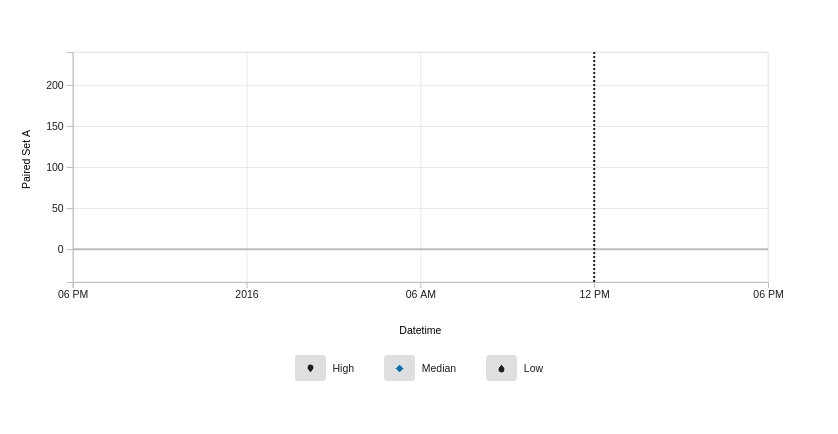 200
150
100
50
0
Paired Set A
06 PM
2016
06 AM
12 PM
06 PM
Datetime
High
Median
Low